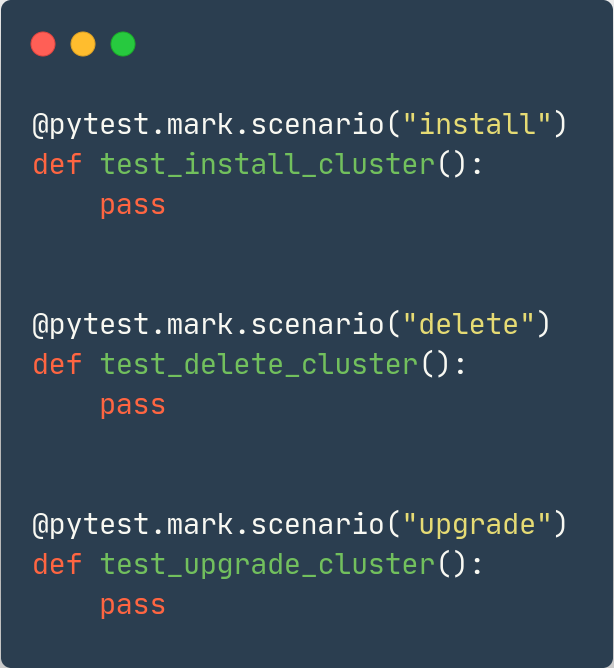 @pytest.mark.scenario("install")
def test_install_cluster():
    pass
@pytest.mark.scenario("delete")
def test_delete_cluster():
    pass
@pytest.mark.scenario("upgrade")
def test_upgrade_cluster():
    pass